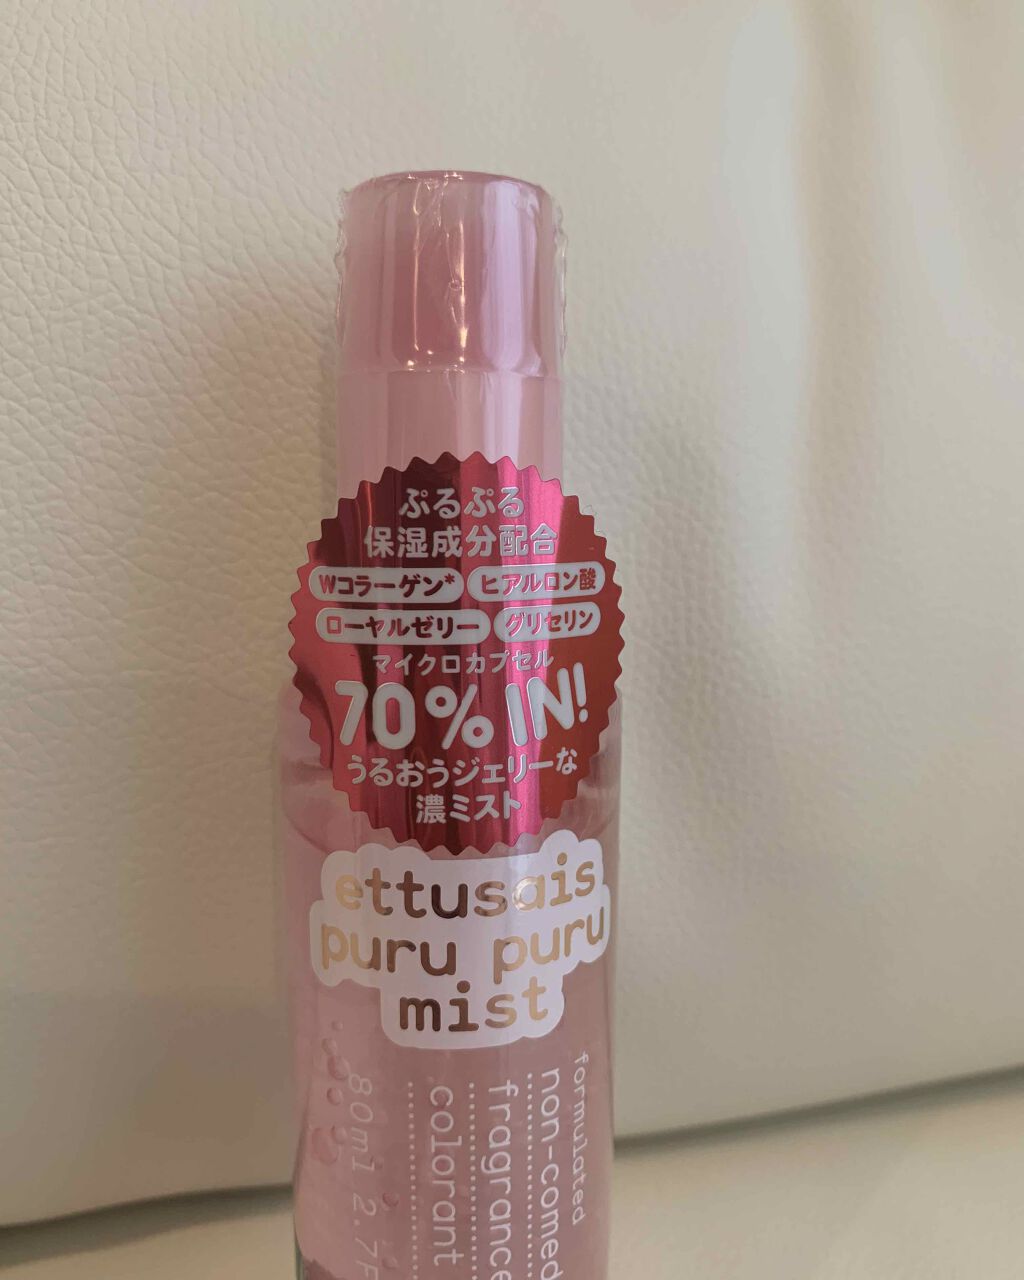 ぷるぷる
保湿成分配合
Wコラーゲン* ヒアルロン酸
ローヤルゼリー グリセリン
マイクロカプセル
70%IN!
うるおうジェリーな
濃ミスト
ettusais
puru puru
mist
formulated
non-comed
fragrance
colorant
80ml 2.7F